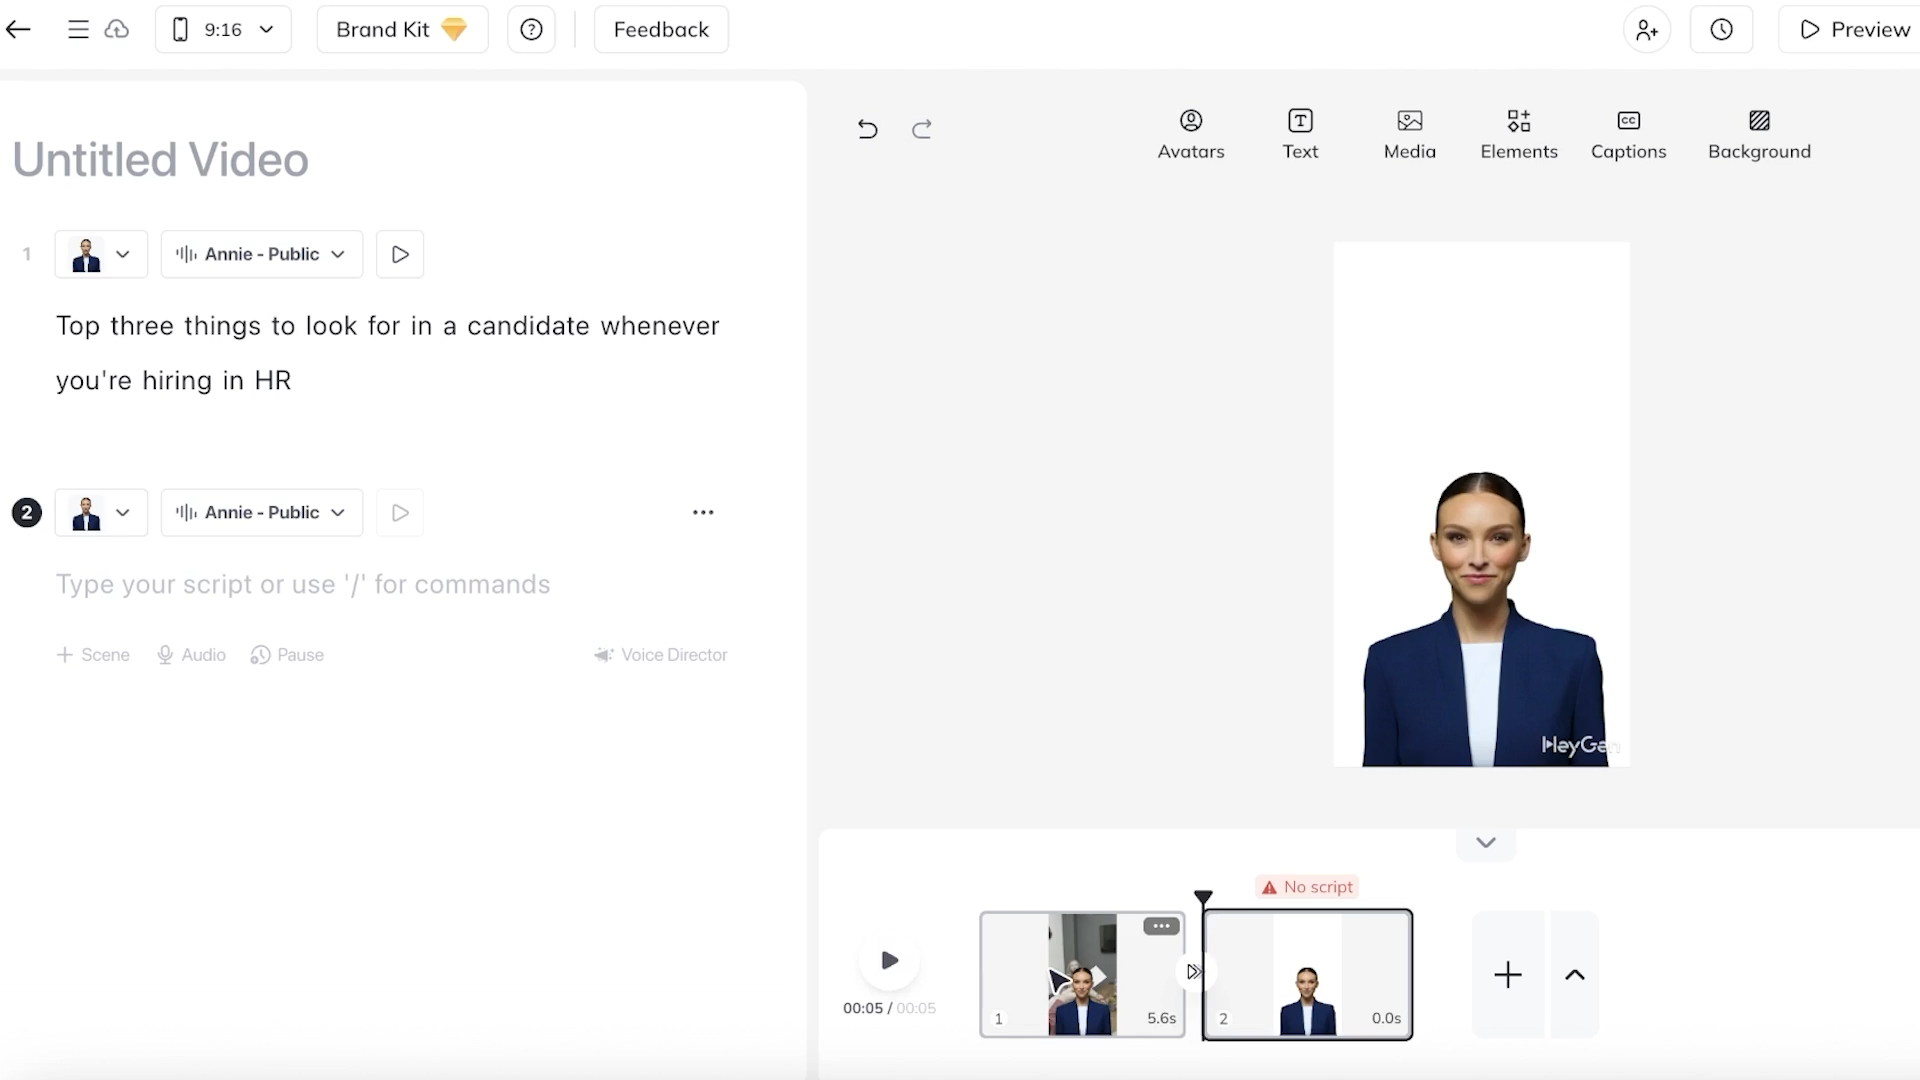 9:16
Brand Kit
Feedback
Preview
Untitled Video
Avatars
Text
Media
Elements
Captions
Background
1
Annie - Public
Top three things to look for in a candidate whenever
you're hiring in HR
2
Annie - Public
Type your script or use '/' for commands
+ Scene
Audio
Pause
Voice Director
HeyGen
No script
00:05 / 00:05
1
5.6s
2
0.0s